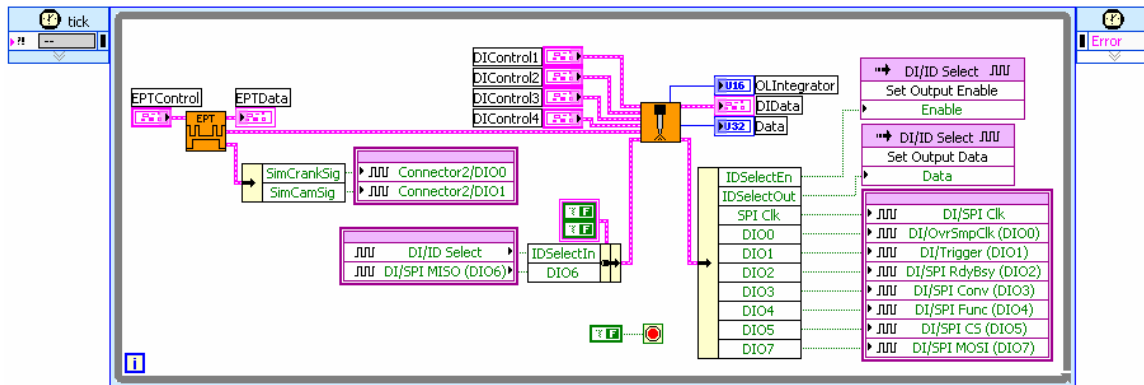 tick
?!
--
Error
DIControl1
DIControl2
DIControl3
DIControl4
EPTControl
EPTData
EPT
U16 OLIntegrator
DIData
U32 Data
DI/ID Select
Set Output Enable
Enable
DI/ID Select
Set Output Data
Data
SimCrankSig
SimCamSig
Connector2/DIO0
Connector2/DIO1
? F
? F
DI/ID Select
DI/SPI MISO (DIO6)
IDSelectIn
DIO6
IDSelectEn
IDSelectOut
SPI Clk
DIO0
DIO1
DIO2
DIO3
DIO4
DIO5
DIO7
DI/SPI Clk
DI/OvrSmpClk (DIO0)
DI/Trigger (DIO1)
DI/SPI RdyBsy (DIO2)
DI/SPI Conv (DIO3)
DI/SPI Func (DIO4)
DI/SPI CS (DIO5)
DI/SPI MOSI (DIO7)
? F
i